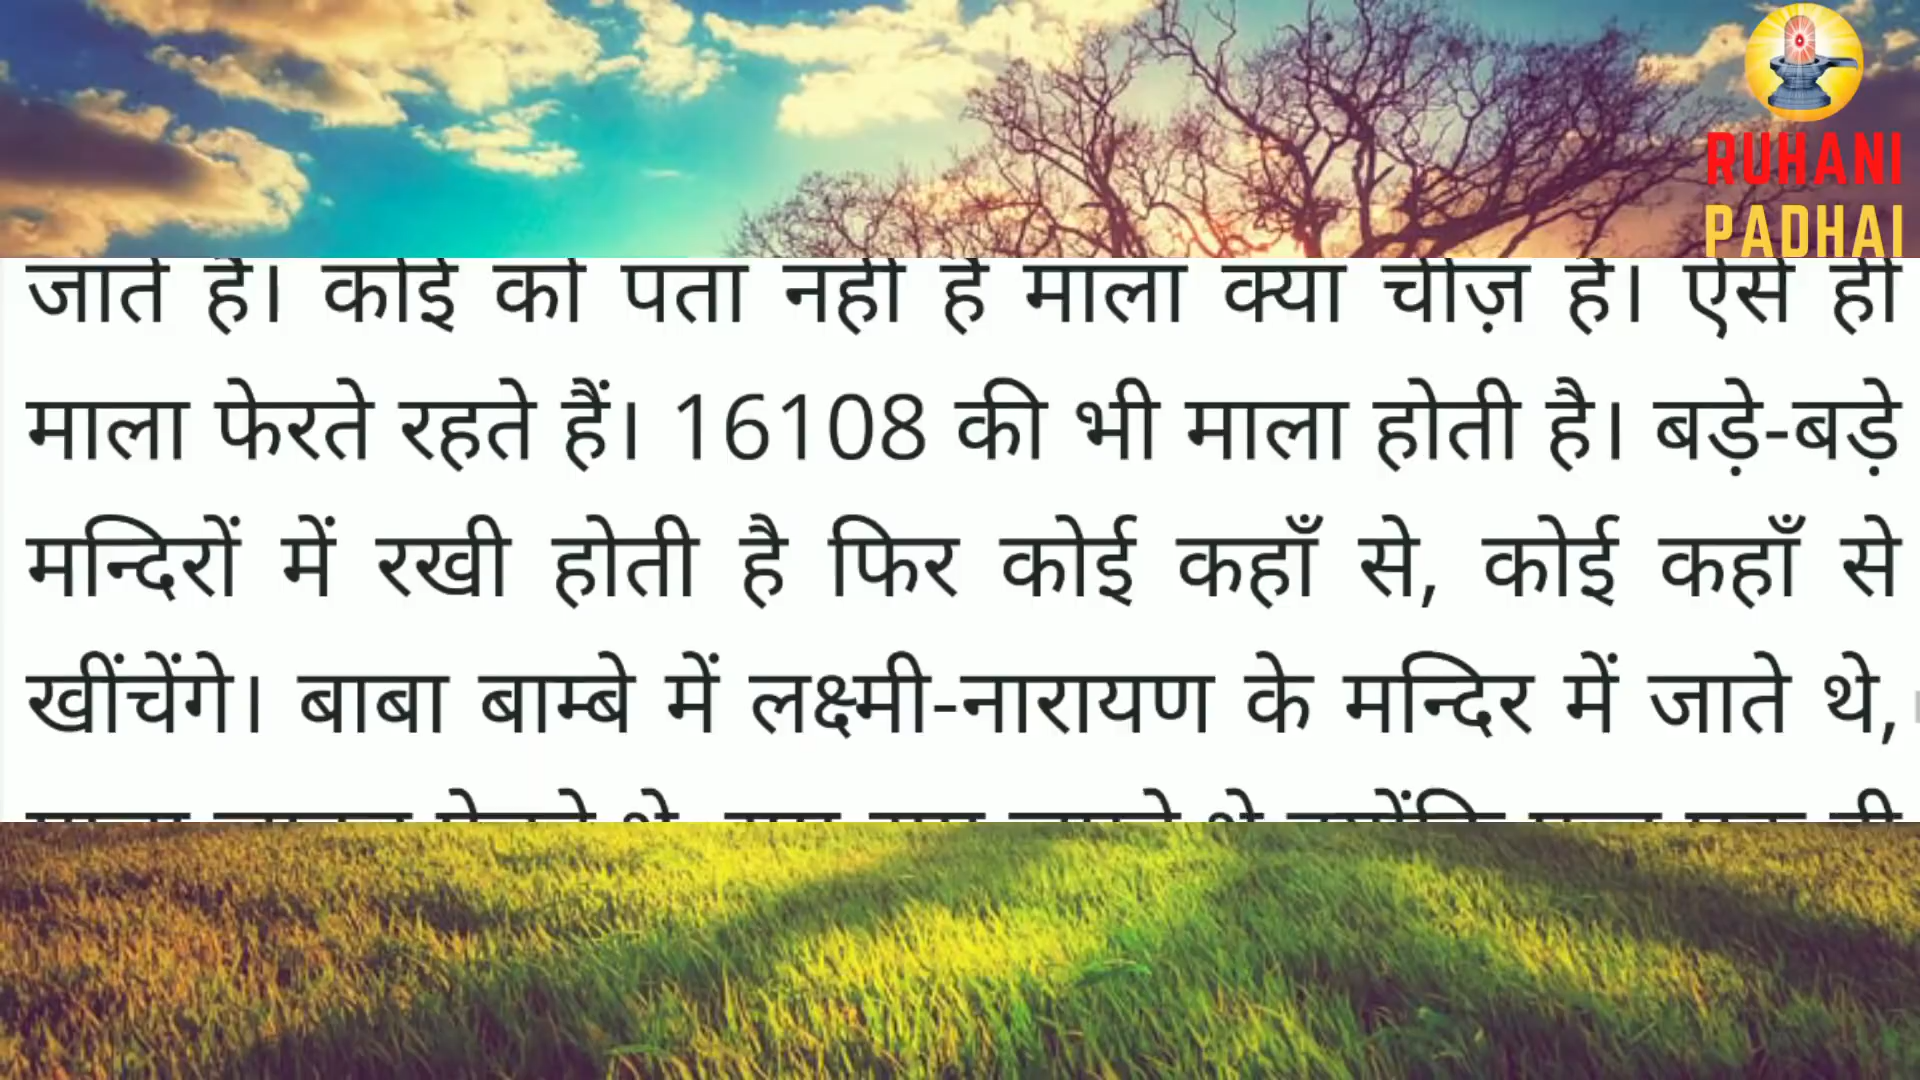 RUHANI
PADHAI
जाते हैं। कोई को पता नहीं है माला क्या चीज़ है। ऐसे ही
माला फेरते रहते हैं। 16108 की भी माला होती है। बड़े-बड़े
मन्दिरों में रखी होती है फिर कोई कहाँ से, कोई कहाँ से
खींचेंगे। बाबा बाम्बे में लक्ष्मी-नारायण के मन्दिर में जाते थे,